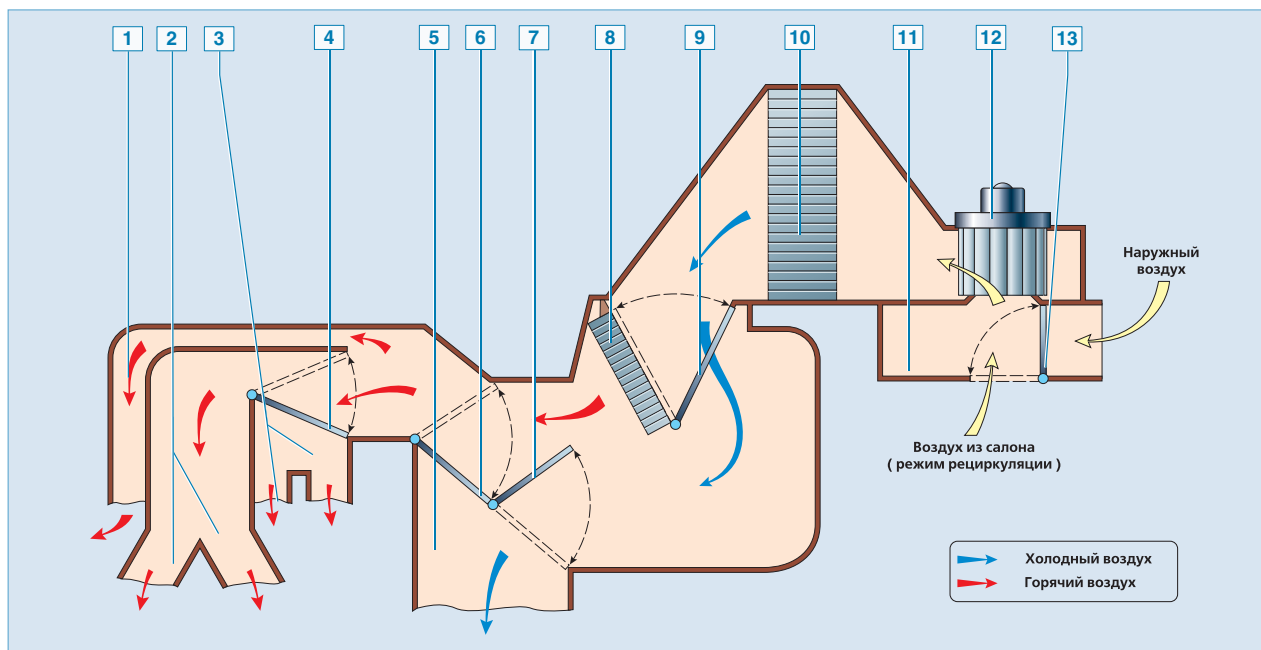 1 2 3 4 5 6 7 8 9 10 11 12 13
Наружный
воздух
Воздух из салона
( режим рециркуляции )
Холодный воздух
Горячий воздух